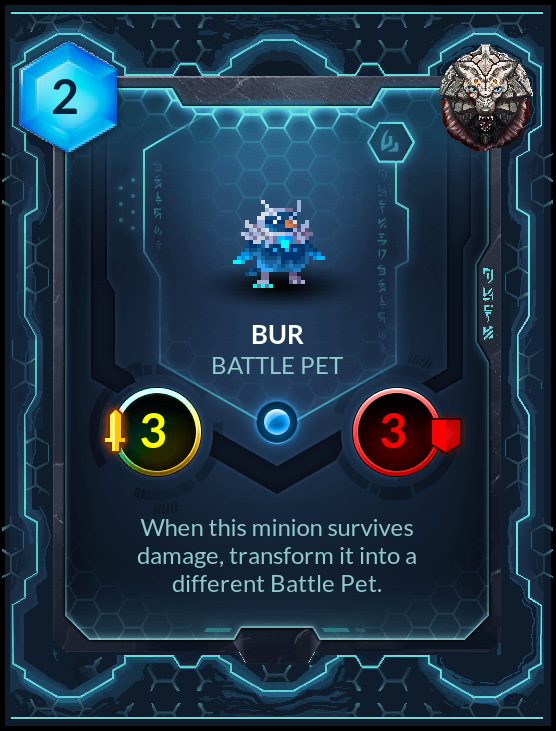 2
BUR
BATTLE PET
3
3
When this minion survives
damage, transform it into a
different Battle Pet.